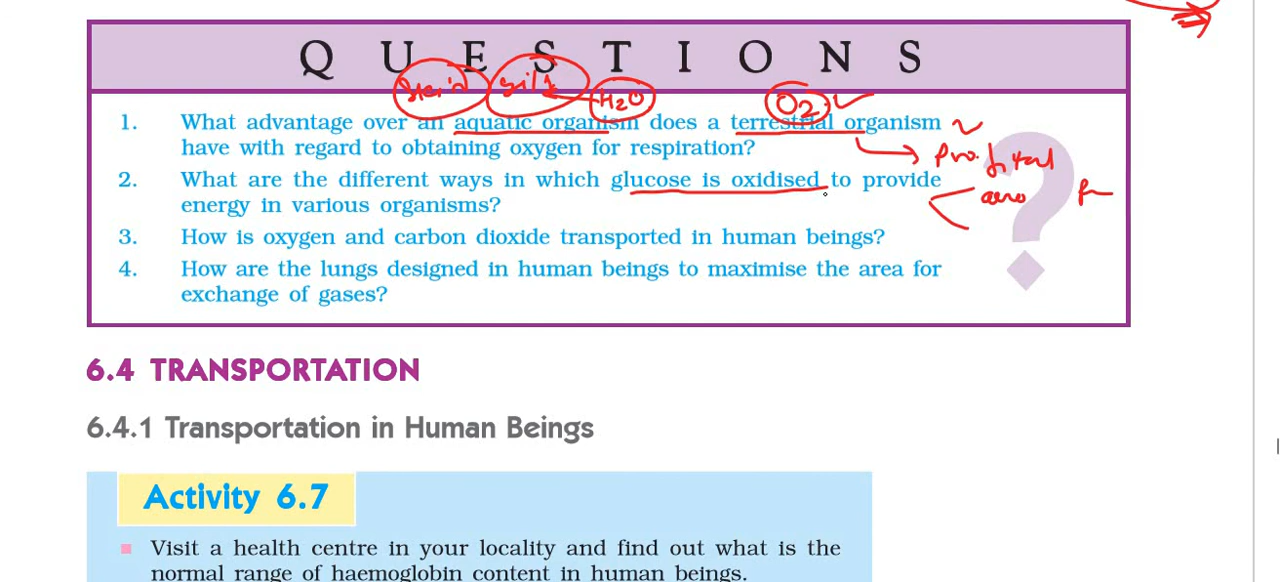 QUESTIONS
H2O
O2
1. What advantage over an aquatic organism does a terrestrial organism
have with regard to obtaining oxygen for respiration?
2. What are the different ways in which glucose is oxidised to provide
energy in various organisms?
aero
3. How is oxygen and carbon dioxide transported in human beings?
4. How are the lungs designed in human beings to maximise the area for
exchange of gases?
?
6.4 TRANSPORTATION
6.4.1 Transportation in Human Beings
Activity 6.7
Visit a health centre in your locality and find out what is the
normal range of haemoglobin content in human beings.